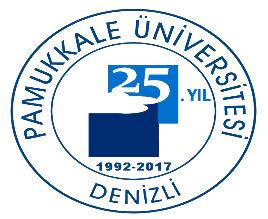 PAMUKKALE ÜNİVERSİTESİ
25
.YIL
1992-2017
DENİZLİ